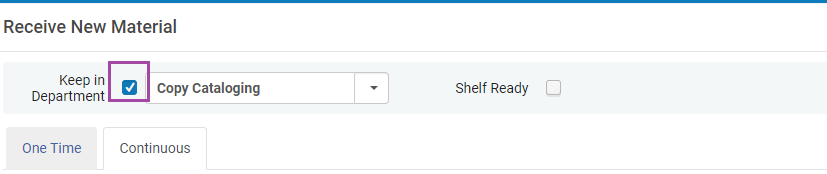 Receive New Material
Keep in
Department
Copy Cataloging
Shelf Ready
One Time
Continuous